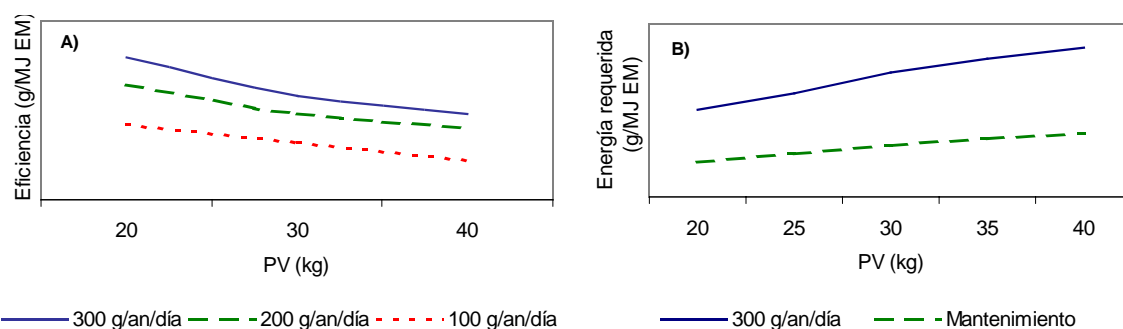 A)
Eficiencia (g/MJ EM)
20 30 40
PV (kg)
300 g/an/día 200 g/an/día 100 g/an/día
B)
Energía requerida
(g/MJ EM)
20 25 30 35 40
PV (kg)
300 g/an/día Mantenimiento